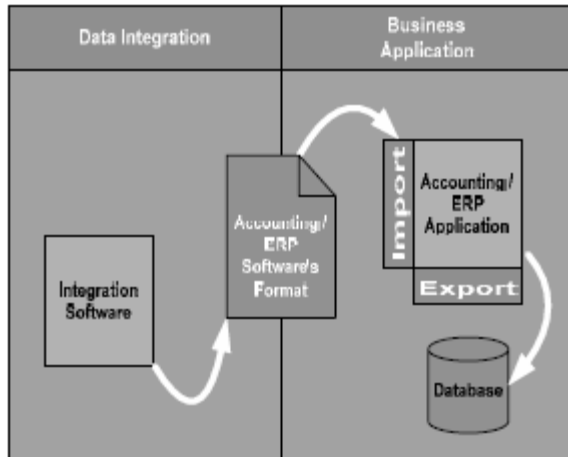 Data Integration
Business
Application
Accounting/
ERP
Software's
Format
Import
Accounting/
ERP
Application
Export
Integration
Software
Database